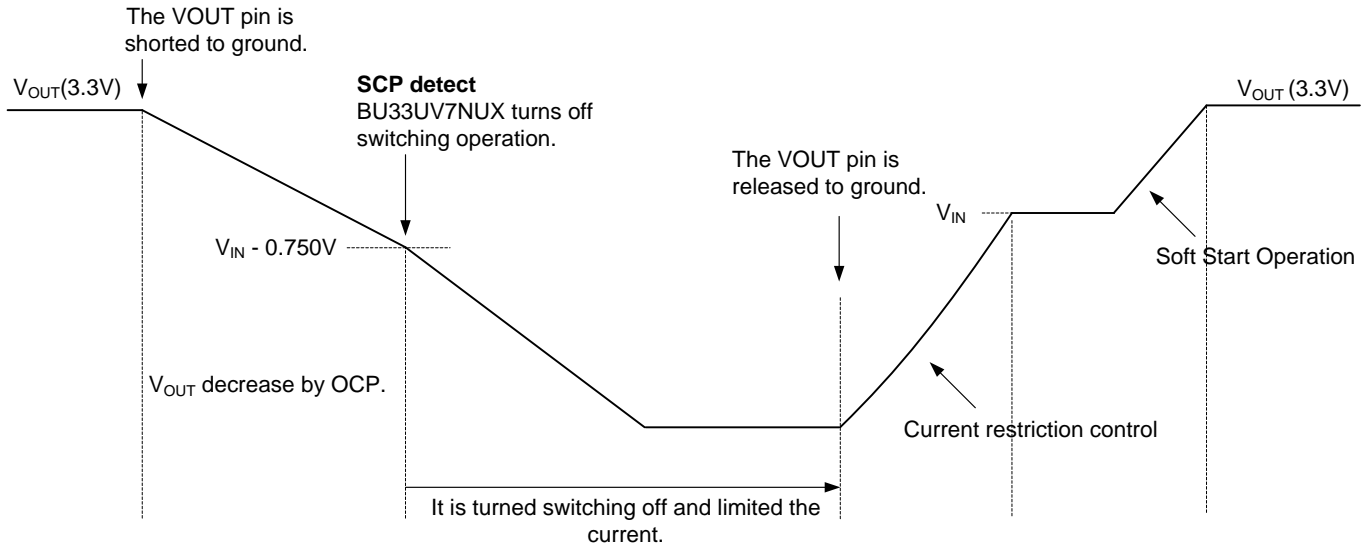 The VOUT pin is
shorted to ground.
VOUT(3.3V)
SCP detect
BU33UV7NUX turns off
switching operation.
VOUT (3.3V)
The VOUT pin is
released to ground.
VIN
VIN - 0.750V
Soft Start Operation
VOUT decrease by OCP.
Current restriction control
It is turned switching off and limited the
current.